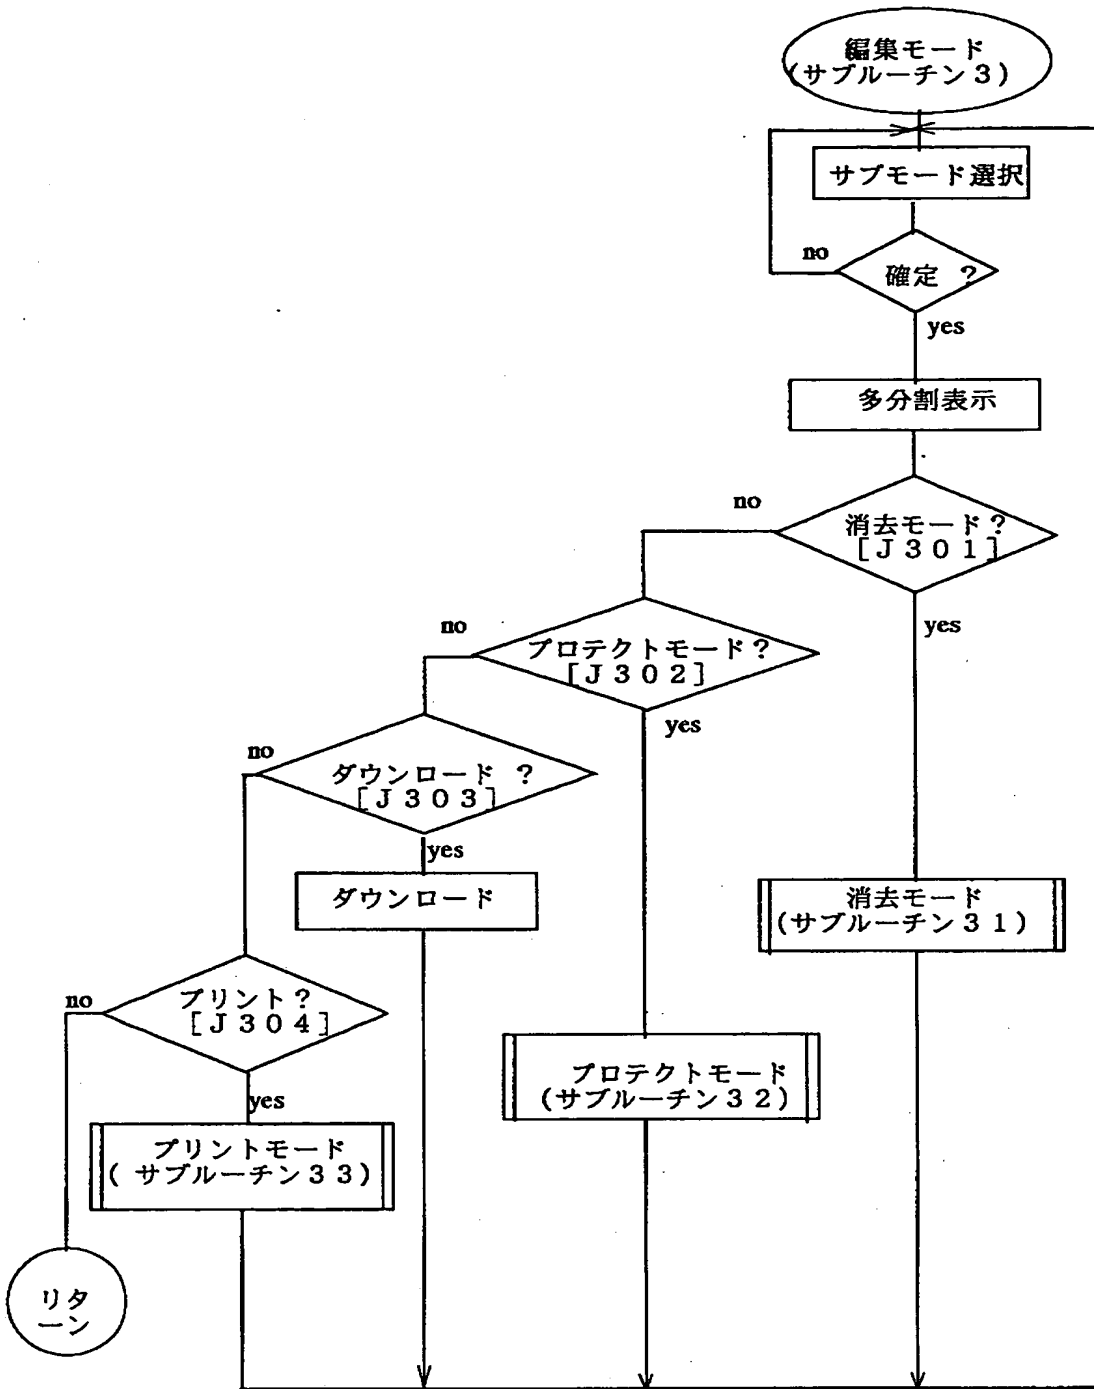 編集モード
(サブルーチン３)
サブモード選択
no
確定 ?
yes
多分割表示
no
消去モード?
[Ｊ３０１]
yes
no
プロテクトモード?
[Ｊ３０２]
yes
no
ダウンロード ?
[Ｊ３０３]
yes
ダウンロード
消去モード
(サブルーチン３１)
no
プリント?
[Ｊ３０４]
yes
プロテクトモード
(サブルーチン３２)
プリントモード
( サブルーチン３３)
リタ
ーン